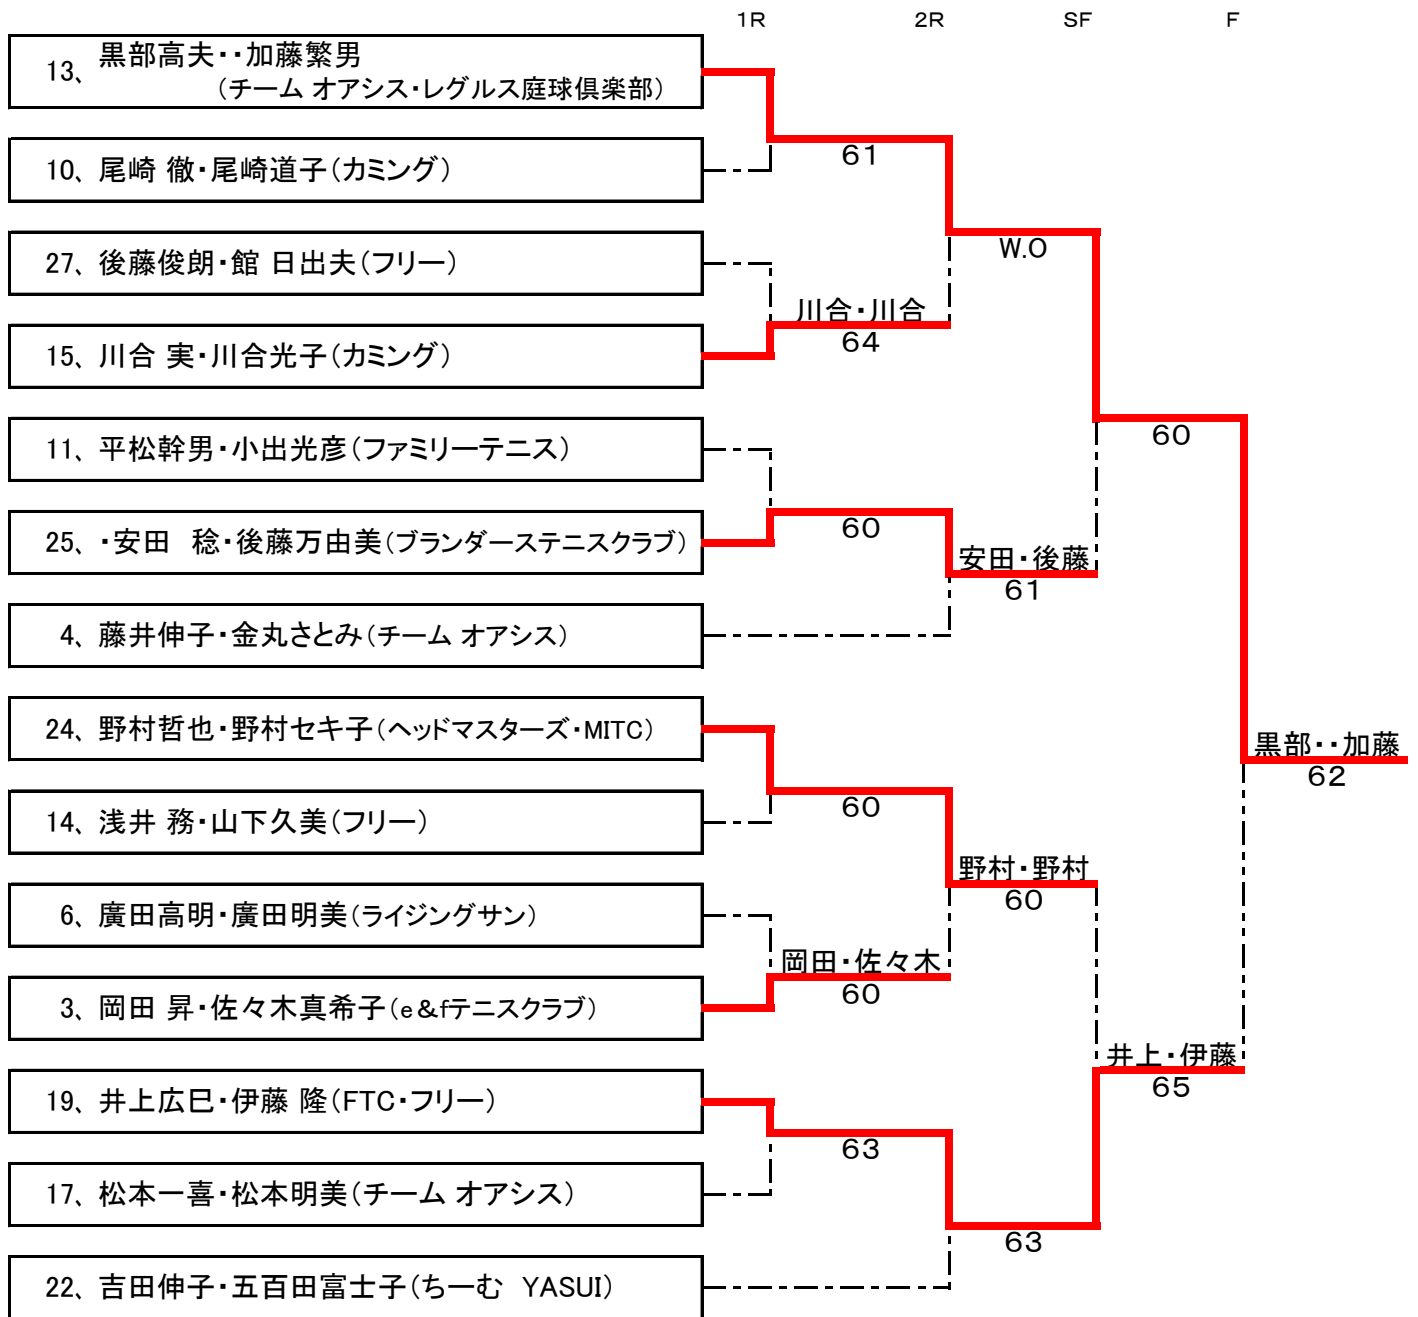 1R 2R SF F
13、 黒部高夫・・加藤繁男
(チーム オアシス・レグルス庭球倶楽部)
61
10、 尾崎 徹・尾崎道子(カミング)
W.O
27、 後藤俊朗・館 日出夫(フリー)
川合・川合
64
15、 川合 実・川合光子(カミング)
60
11、 平松幹男・小出光彦(ファミリーテニス)
60
25、 ・安田　稔・後藤万由美(ブランダーステニスクラブ)
安田・後藤
61
4、 藤井伸子・金丸さとみ(チーム オアシス)
24、 野村哲也・野村セキ子(ヘッドマスターズ・MITC)
黒部・・加藤
62
60
14、 浅井 務・山下久美(フリー)
野村・野村
60
6、 廣田高明・廣田明美(ライジングサン)
岡田・佐々木
60
3、 岡田 昇・佐々木真希子(e&fテニスクラブ)
井上・伊藤
65
19、 井上広巳・伊藤 隆(FTC・フリー)
63
17、 松本一喜・松本明美(チーム オアシス)
63
22、 吉田伸子・五百田富士子(ちーむ　YASUI)